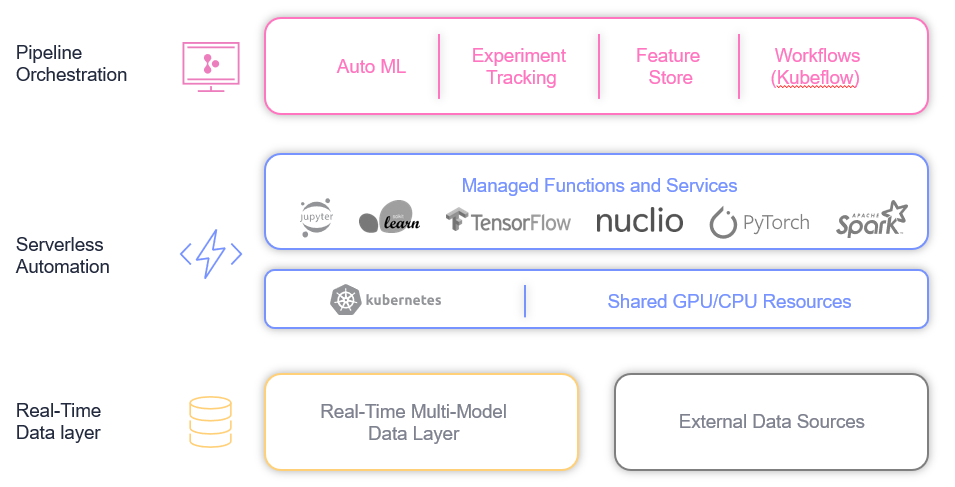 Pipeline
Orchestration
Auto ML
Experiment
Tracking
Feature
Store
Workflows
(Kubeflow)
Serverless
Automation
Managed Functions and Services
jupyter
scikit
learn
TensorFlow
nuclio
PyTorch
APACHE
Spark
kubernetes
Shared GPU/CPU Resources
Real-Time
Data layer
Real-Time Multi-Model
Data Layer
External Data Sources